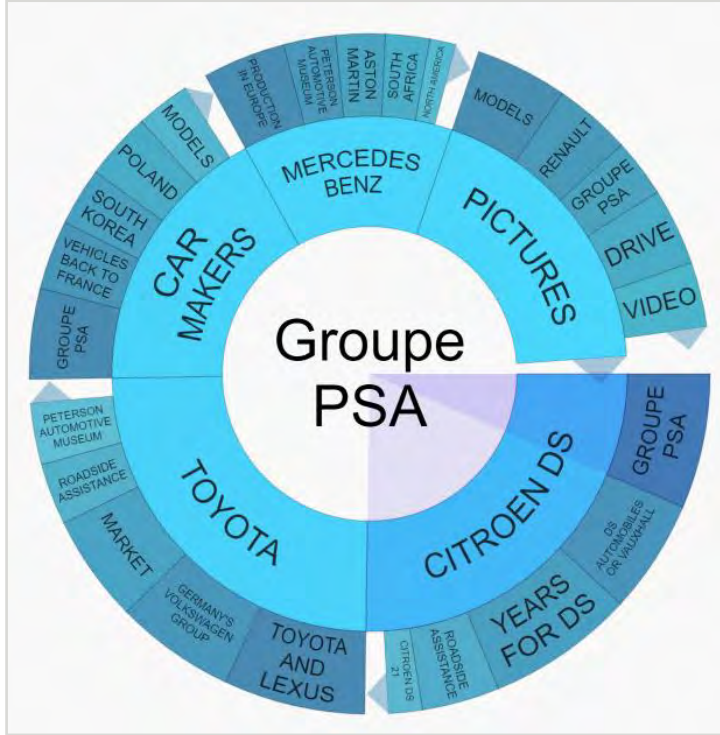 Groupe
PSA
MERCEDES
BENZ
PRODUCTION
IN EUROPE
PETERSON
AUTOMOTIVE
MUSEUM
ASTON
MARTIN
SOUTH
AFRICA
NORTH AMERICA
PICTURES
MODELS
RENAULT
GROUPE
PSA
DRIVE
VIDEO
CITROEN DS
GROUPE
PSA
DS
AUTOMOBILES
OR VAUXHALL
YEARS
FOR DS
ROADSIDE
ASSISTANCE
CITROEN DS
21
TOYOTA
TOYOTA
AND
LEXUS
GERMANY'S
VOLKSWAGEN
GROUP
MARKET
ROADSIDE
ASSISTANCE
PETERSON
AUTOMOTIVE
MUSEUM
CAR
MAKERS
GROUPE
PSA
VEHICLES
BACK TO
FRANCE
SOUTH
KOREA
POLAND
MODELS